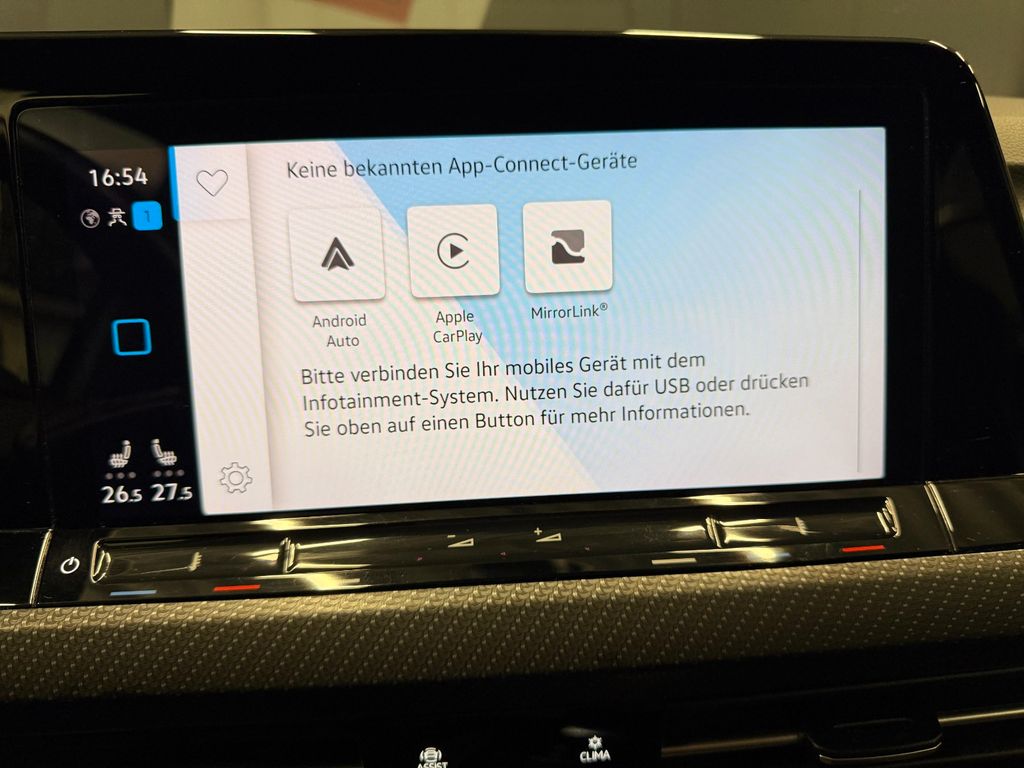 16:54
1
Keine bekannten App-Connect-Geräte
Android
Auto
Apple
CarPlay
MirrorLink®
Bitte verbinden Sie Ihr mobiles Gerät mit dem
Infotainment-System. Nutzen Sie dafür USB oder drücken
Sie oben auf einen Button für mehr Informationen.
26.5 27.5
- +
ASSIST
CLIMA